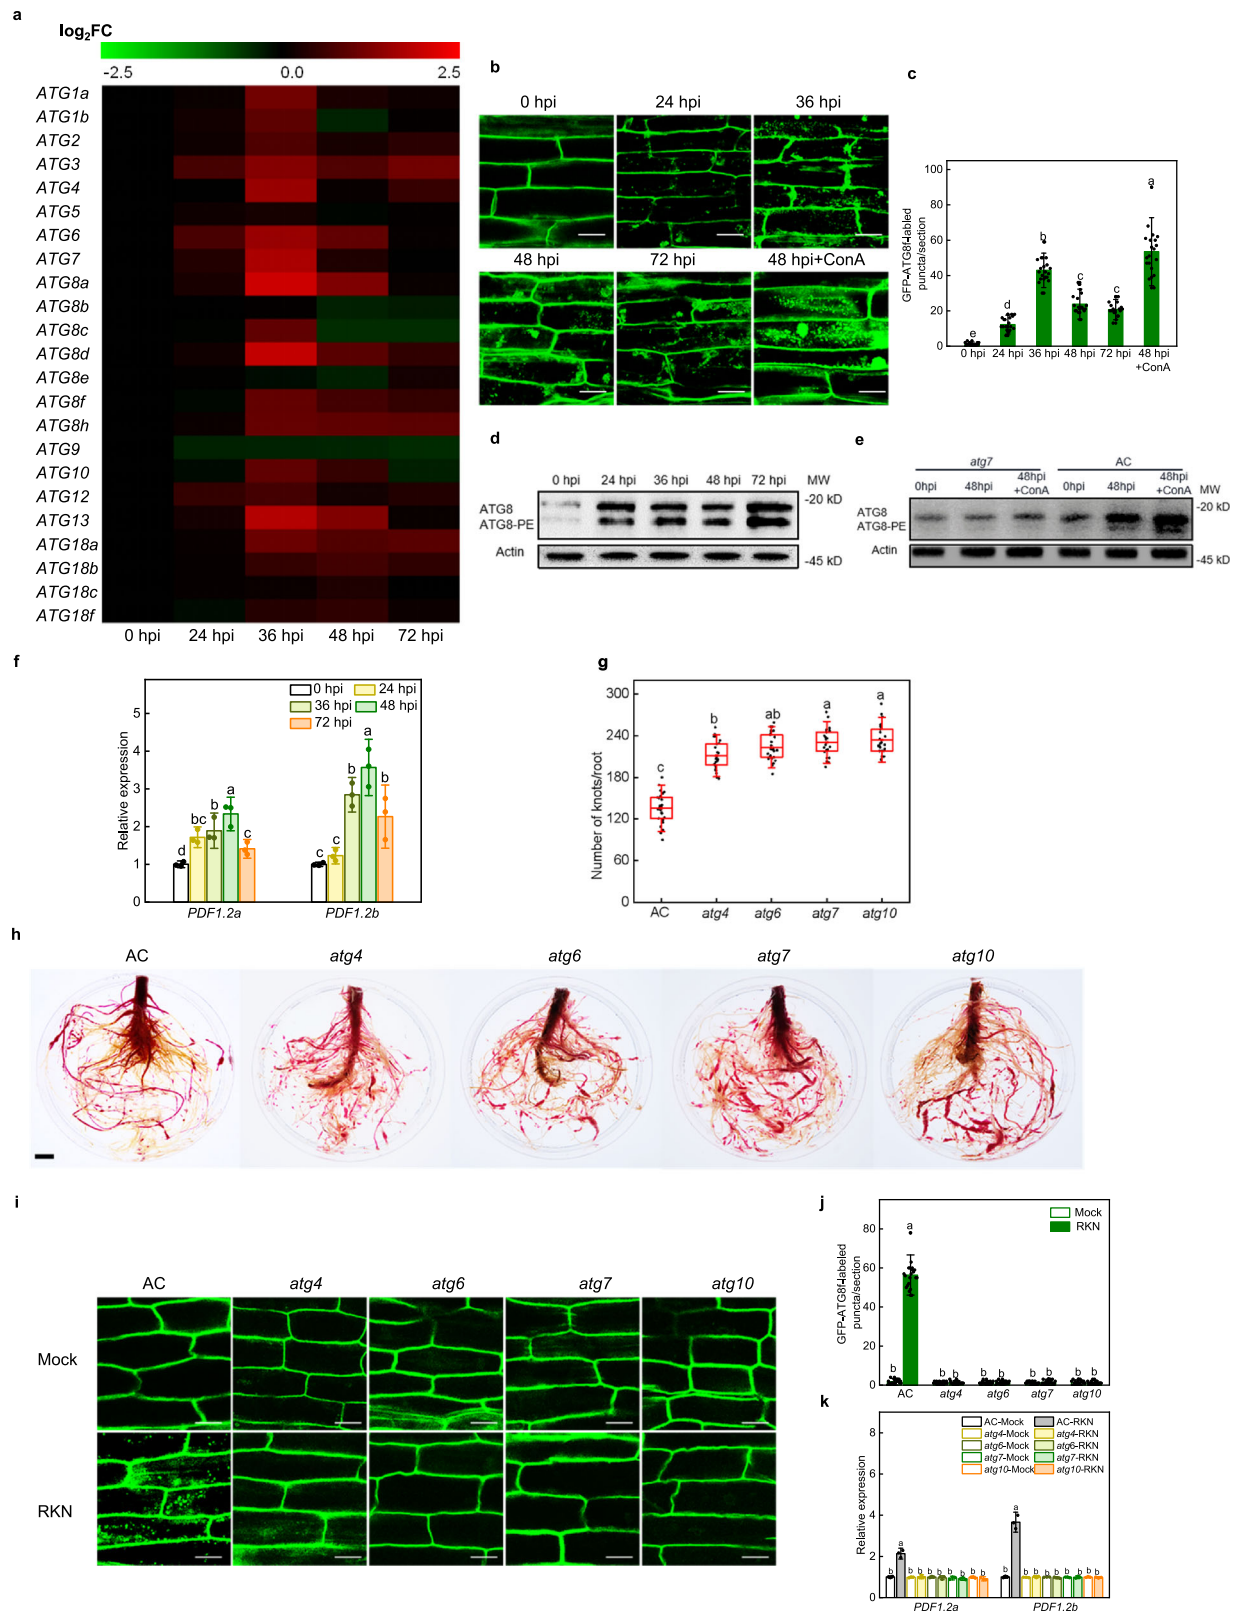 a
log2FC
-2.5 0.0 2.5
ATG1a
ATG1b
ATG2
ATG3
ATG4
ATG5
ATG6
ATG7
ATG8a
ATG8b
ATG8c
ATG8d
ATG8e
ATG8f
ATG8h
ATG9
ATG10
ATG12
ATG13
ATG18a
ATG18b
ATG18c
ATG18f
0 hpi 24 hpi 36 hpi 48 hpi 72 hpi
b
0 hpi 24 hpi 36 hpi
48 hpi 72 hpi 48 hpi+ConA
c
GFP-ATG8f-labled
puncta/section
100
80
60
40
20
0
e d b c c a
0 hpi 24 hpi 36 hpi 48 hpi 72 hpi 48 hpi
+ConA
d
0 hpi 24 hpi 36 hpi 48 hpi 72 hpi MW
ATG8
ATG8-PE
Actin
-20 kD
-45 kD
e
atg7 AC
0hpi 48hpi 48hpi
+ConA
0hpi 48hpi 48hpi
+ConA
MW
ATG8
ATG8-PE
Actin
-20 kD
-45 kD
f
Relative expression
5
4
3
2
1
0
0 hpi 24 hpi
36 hpi 48 hpi
72 hpi
d bc b a c
c c b a b
PDF1.2a PDF1.2b
g
Number of knots/root
300
240
180
120
60
0
c b ab a a
AC atg4 atg6 atg7 atg10
h
AC atg4 atg6 atg7 atg10
i
AC atg4 atg6 atg7 atg10
Mock
RKN
j
GFP-ATG8f-labeled
puncta/section
80
60
40
20
0
Mock
RKN
b a b b b b b b b b
AC atg4 atg6 atg7 atg10
k
Relative expression
8
6
4
2
0
AC-Mock AC-RKN
atg4-Mock atg4-RKN
atg6-Mock atg6-RKN
atg7-Mock atg7-RKN
atg10-Mock atg10-RKN
b a b b b b b b b b
b a b b b b b b b b
PDF1.2a PDF1.2b